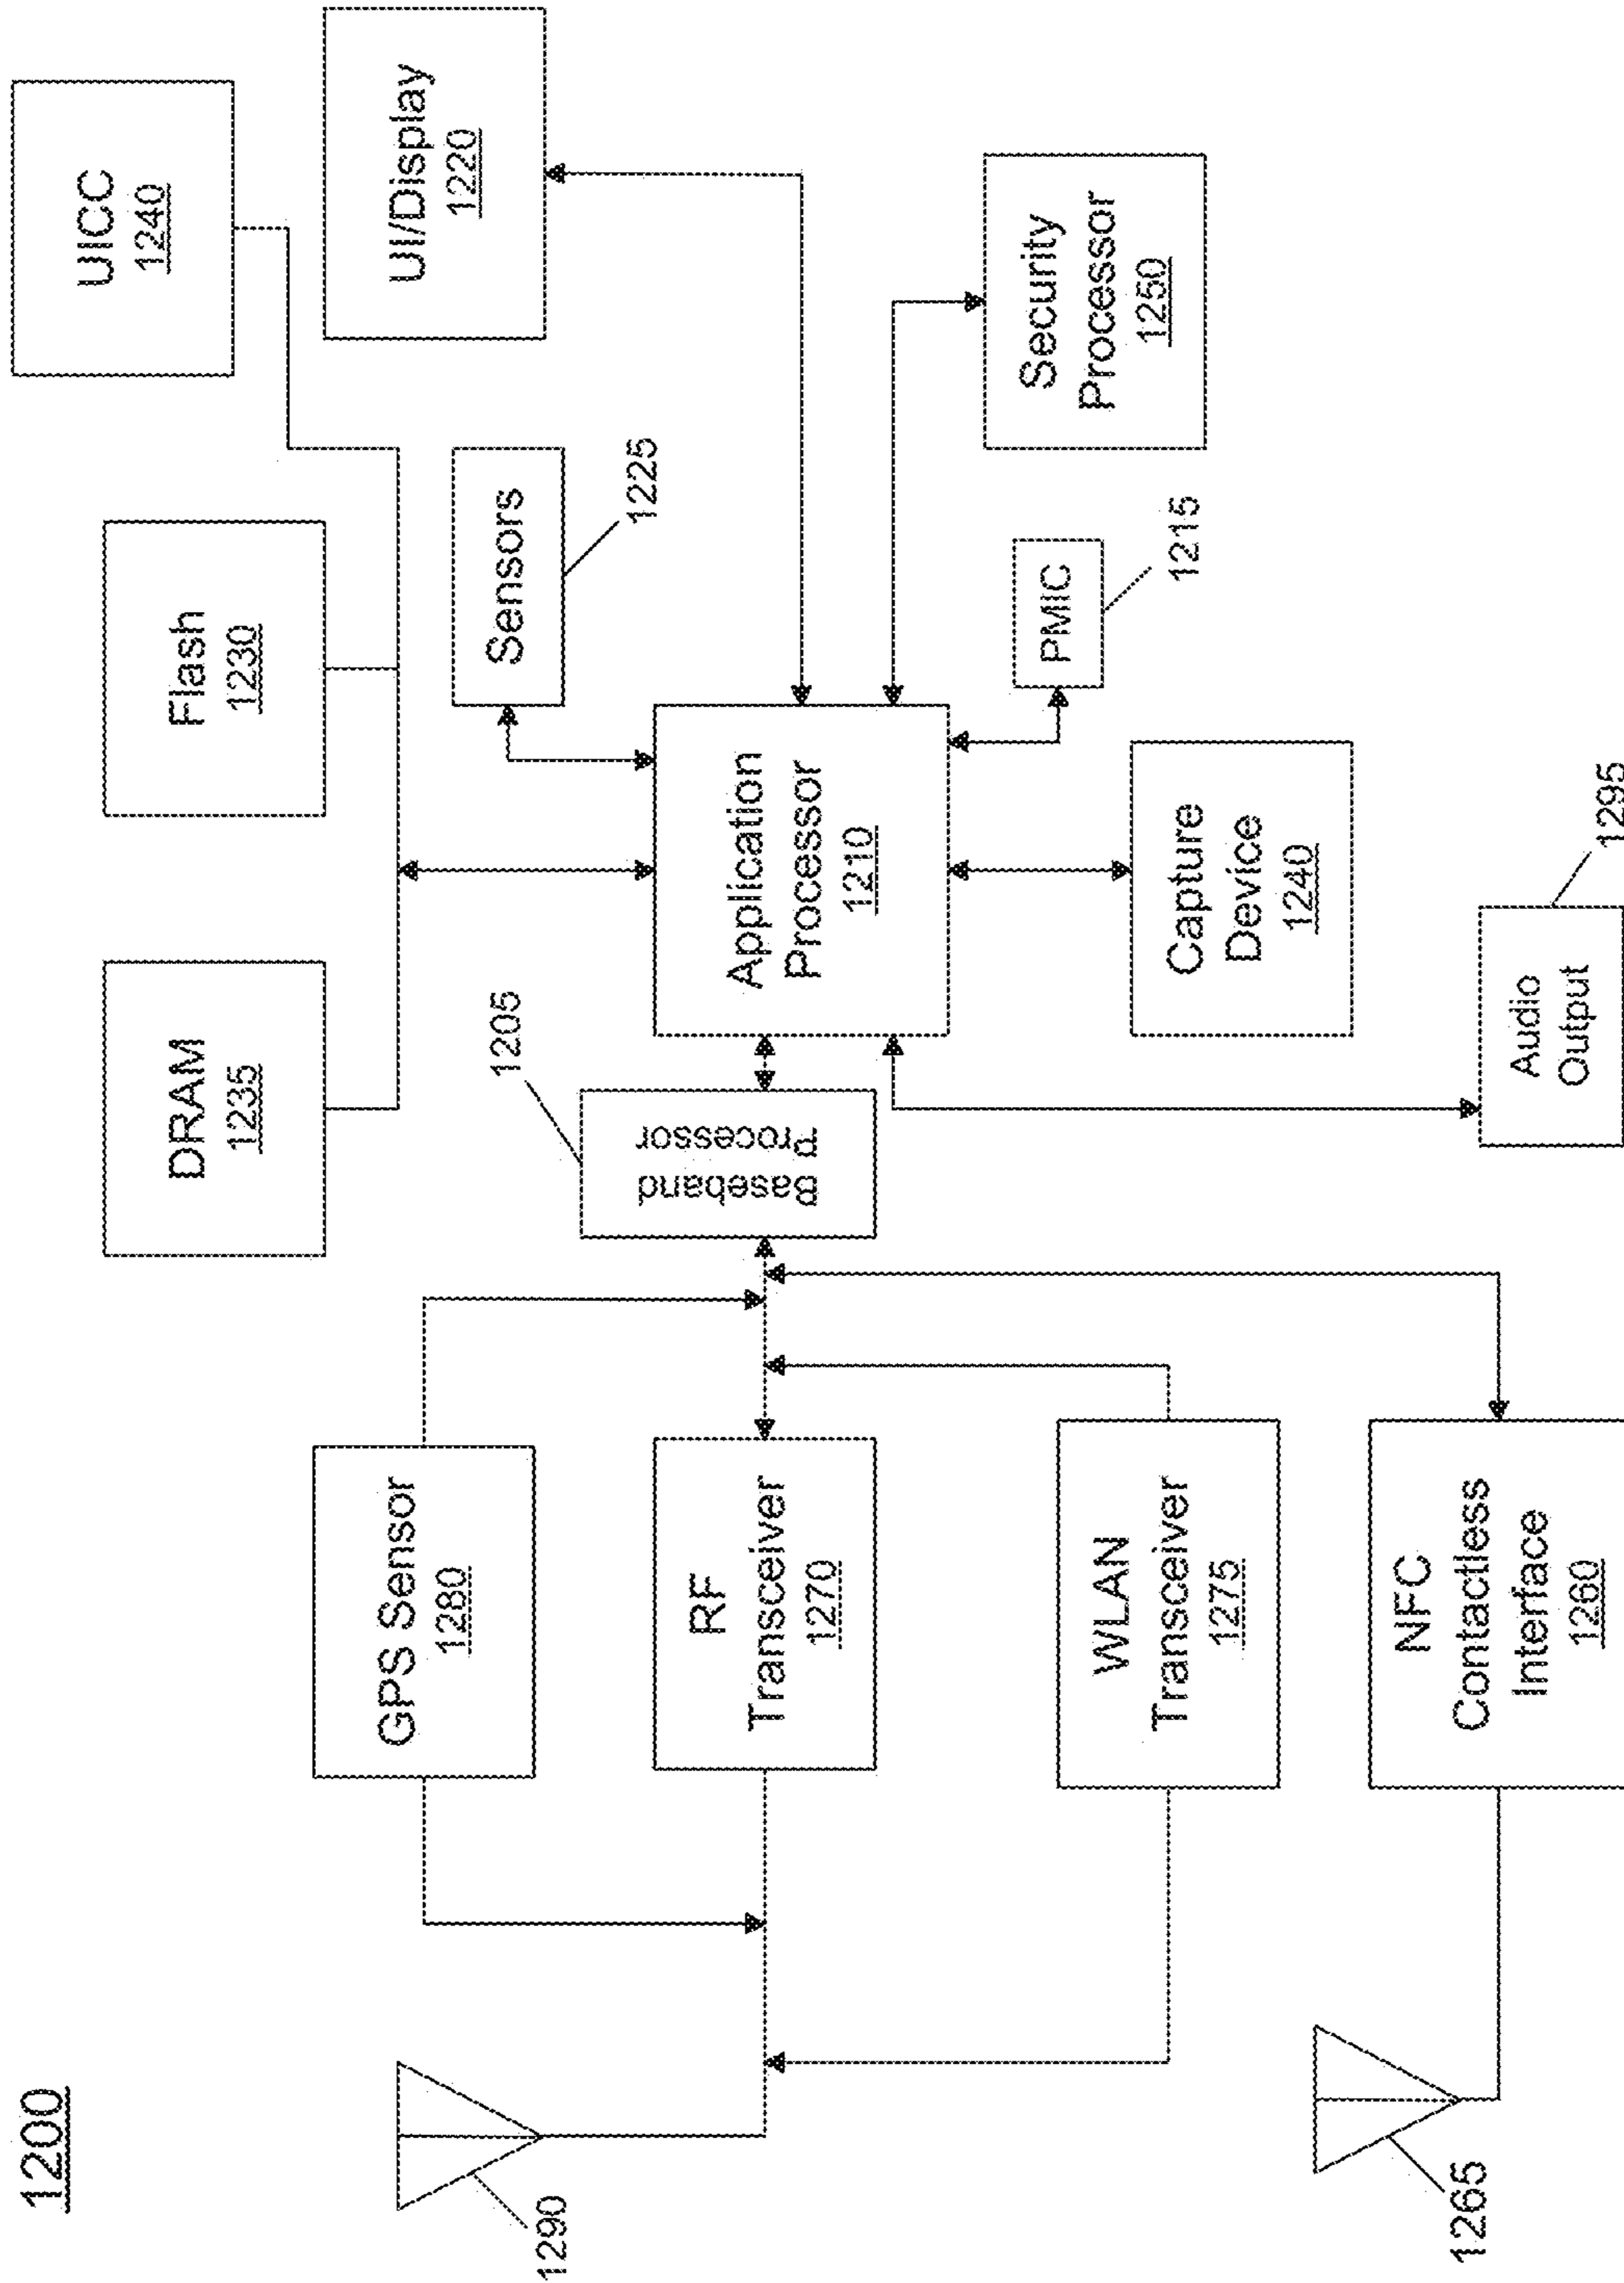 1200
UICC
1240
DRAM
1235
Flash
1230
UI/Display
1220
GPS Sensor
1280
Sensors
1225
1205
Baseband
Processor
RF
Transceiver
1270
Application
Processor
1210
Security
Processor
1250
PMIC
1215
1290
WLAN
Transceiver
1275
Capture
Device
1240
NFC
Contactless
Interface
1260
1265
Audio
Output
1295